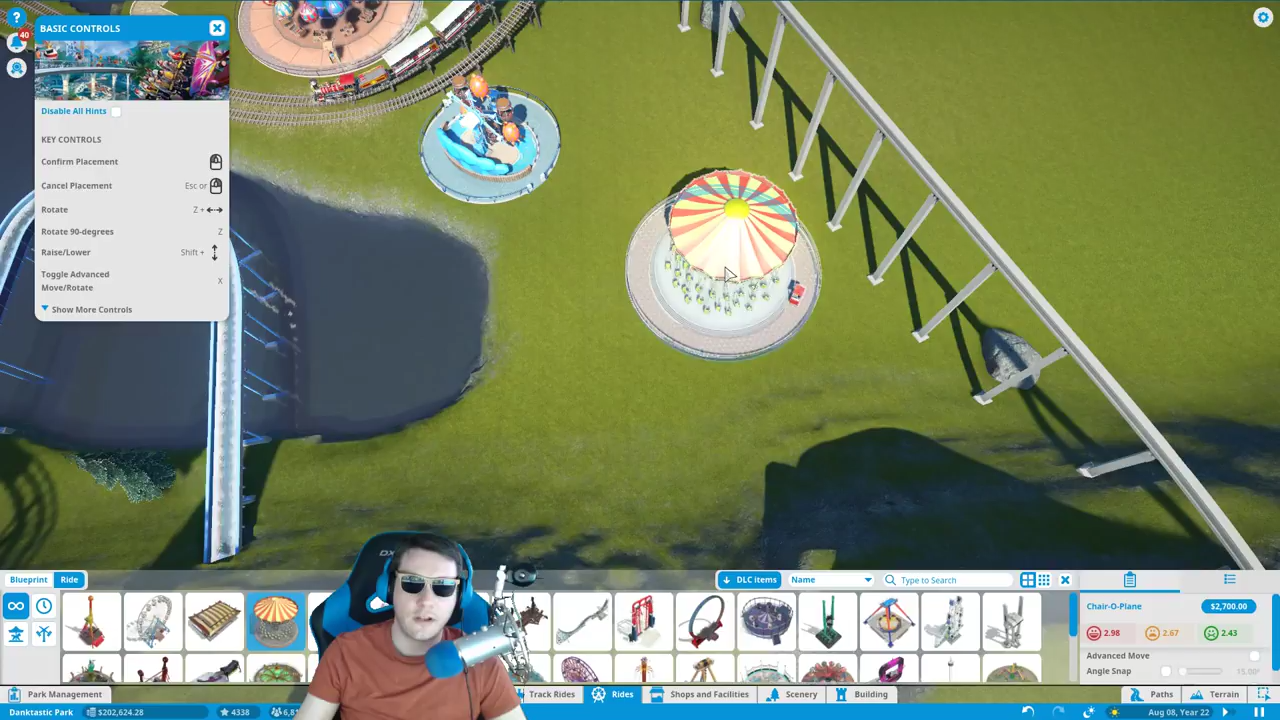 ?
40
BASIC CONTROLS
Disable All Hints
KEY CONTROLS
Confirm Placement
Cancel Placement Esc or
Rotate Z +
Rotate 90-degrees Z
Raise/Lower Shift +
Toggle Advanced
Move/Rotate X
Show More Controls
Blueprint Ride
DLC items
Name
Type to Search
Chair-O-Plane $2,700.00
2.98 2.67 2.43
Advanced Move
Angle Snap 15.00°
Park Management
Track Rides
Rides
Shops and Facilities
Scenery
Building
Paths
Terrain
Danktastic Park $202,624.28 4338
Aug 08, Year 22